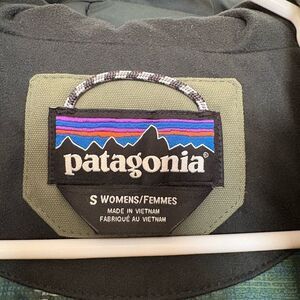 patagonia®
S WOMENS/FEMMES
MADE IN VIETNAM
FABRIQUÉ AU VIETNAM